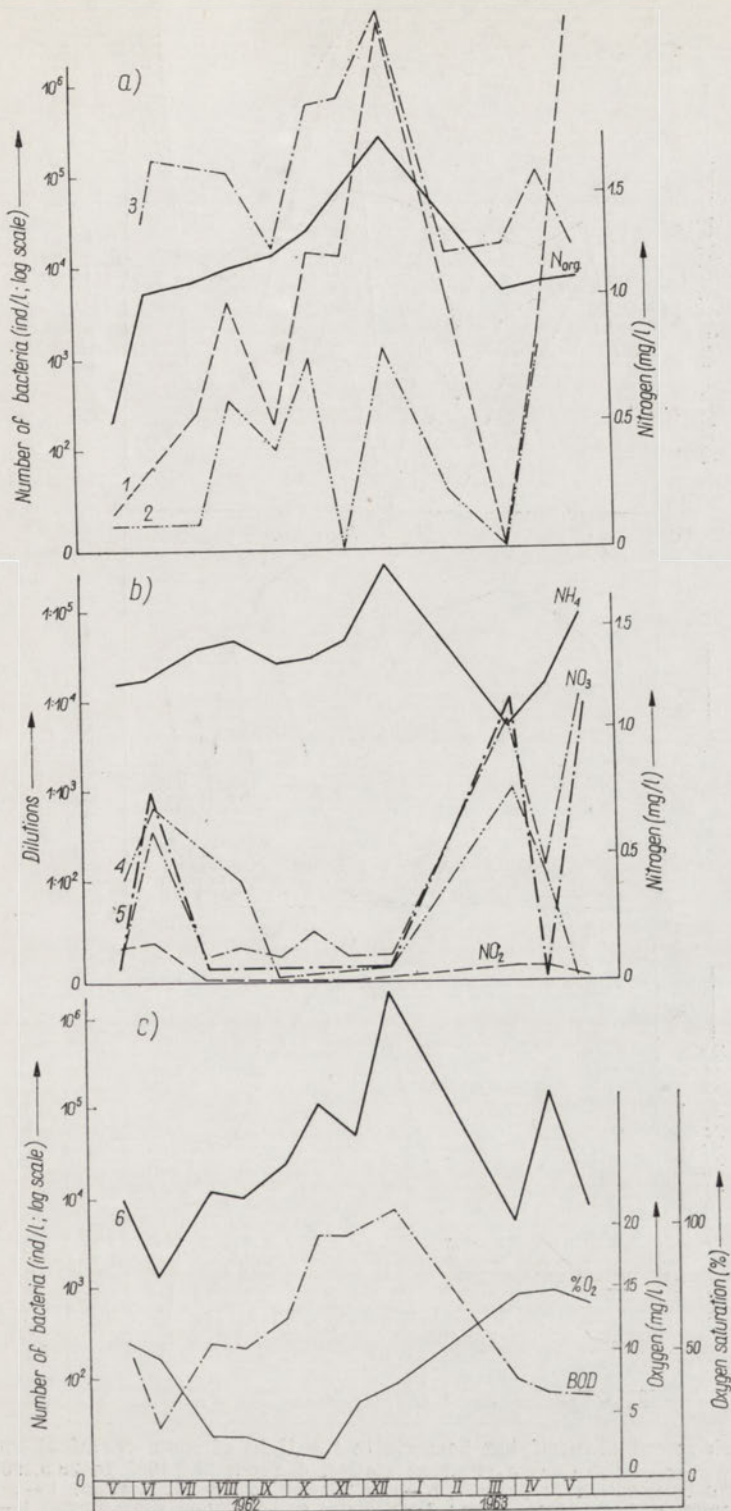 a)
Number of bacteria (ind/l; log scale)
10⁶
10⁵
10⁴
10³
10²
0
3
1
2
N org.
1.5
1.0
0.5
0
Nitrogen (mg/l)
b)
Dilutions
1:10⁵
1:10⁴
1:10³
1:10²
0
4
5
NH₄
NO₃
NO₂
1.5
1.0
0.5
0
Nitrogen (mg/l)
c)
Number of bacteria (ind/l; log scale)
10⁶
10⁵
10⁴
10³
10²
0
6
%O₂
BOD
20
15
10
5
0
Oxygen (mg/l)
100
50
0
Oxygen saturation (%)
V VI VII VIII IX X XI XII I II III IV V
1962 1963